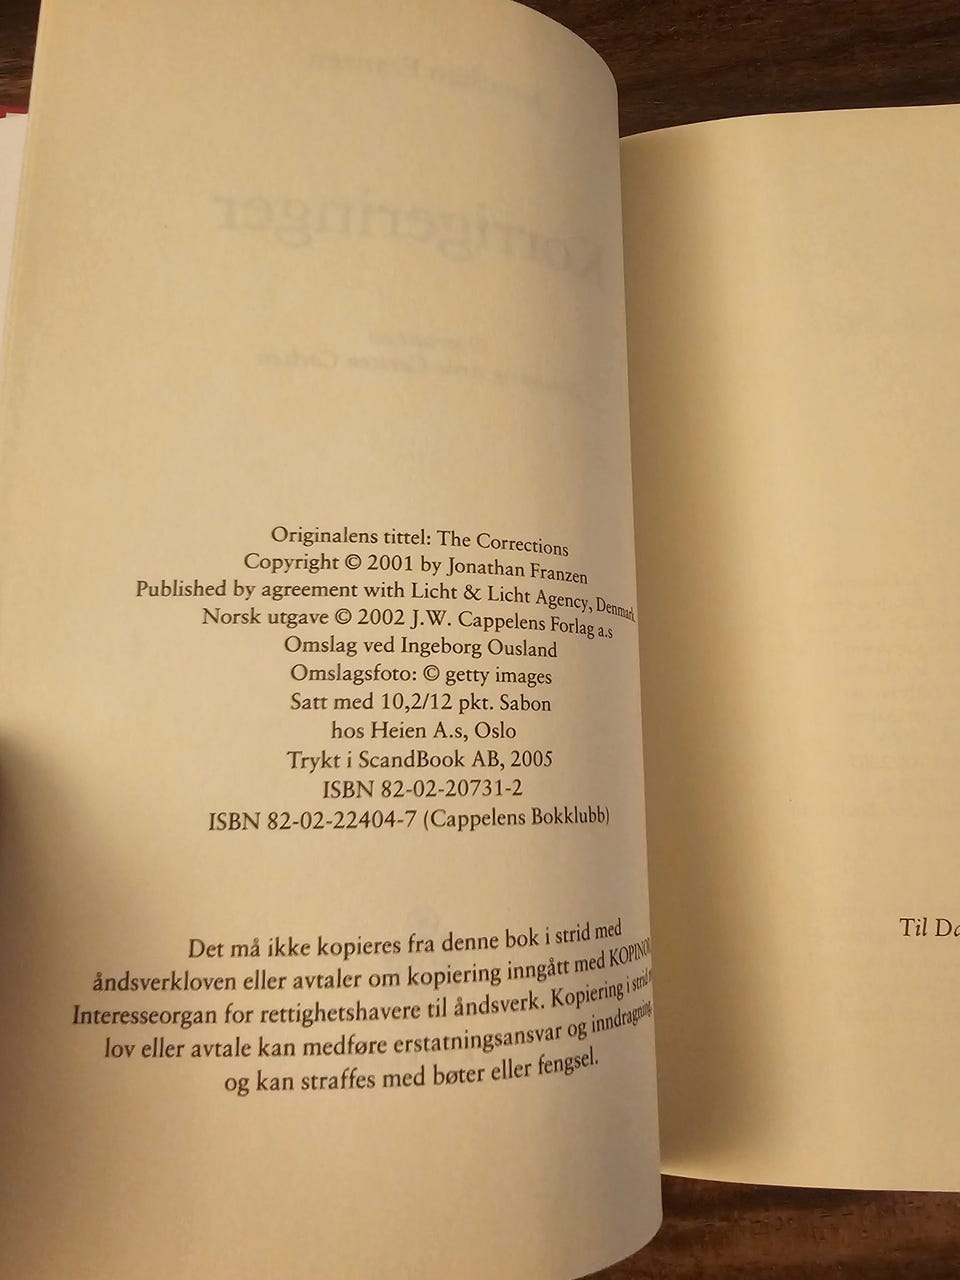 Originalens tittel: The Corrections
Copyright © 2001 by Jonathan Franzen
Published by agreement with Licht & Licht Agency, Denmark
Norsk utgave © 2002 J.W. Cappelens Forlag a.s
Omslag ved Ingeborg Ousland
Omslagsfoto: © getty images
Satt med 10,2/12 pkt. Sabon
hos Heien A.s, Oslo
Trykt i ScandBook AB, 2005
ISBN 82-02-20731-2
ISBN 82-02-22404-7 (Cappelens Bokklubb)
Det må ikke kopieres fra denne bok i strid med
åndsverkloven eller avtaler om kopiering inngått med
Interesseorgan for rettighetshavere til åndsverk. Kopiering i strid
lov eller avtale kan medføre erstatningsansvar og inndragning,
og kan straffes med bøter eller fengsel.
Til